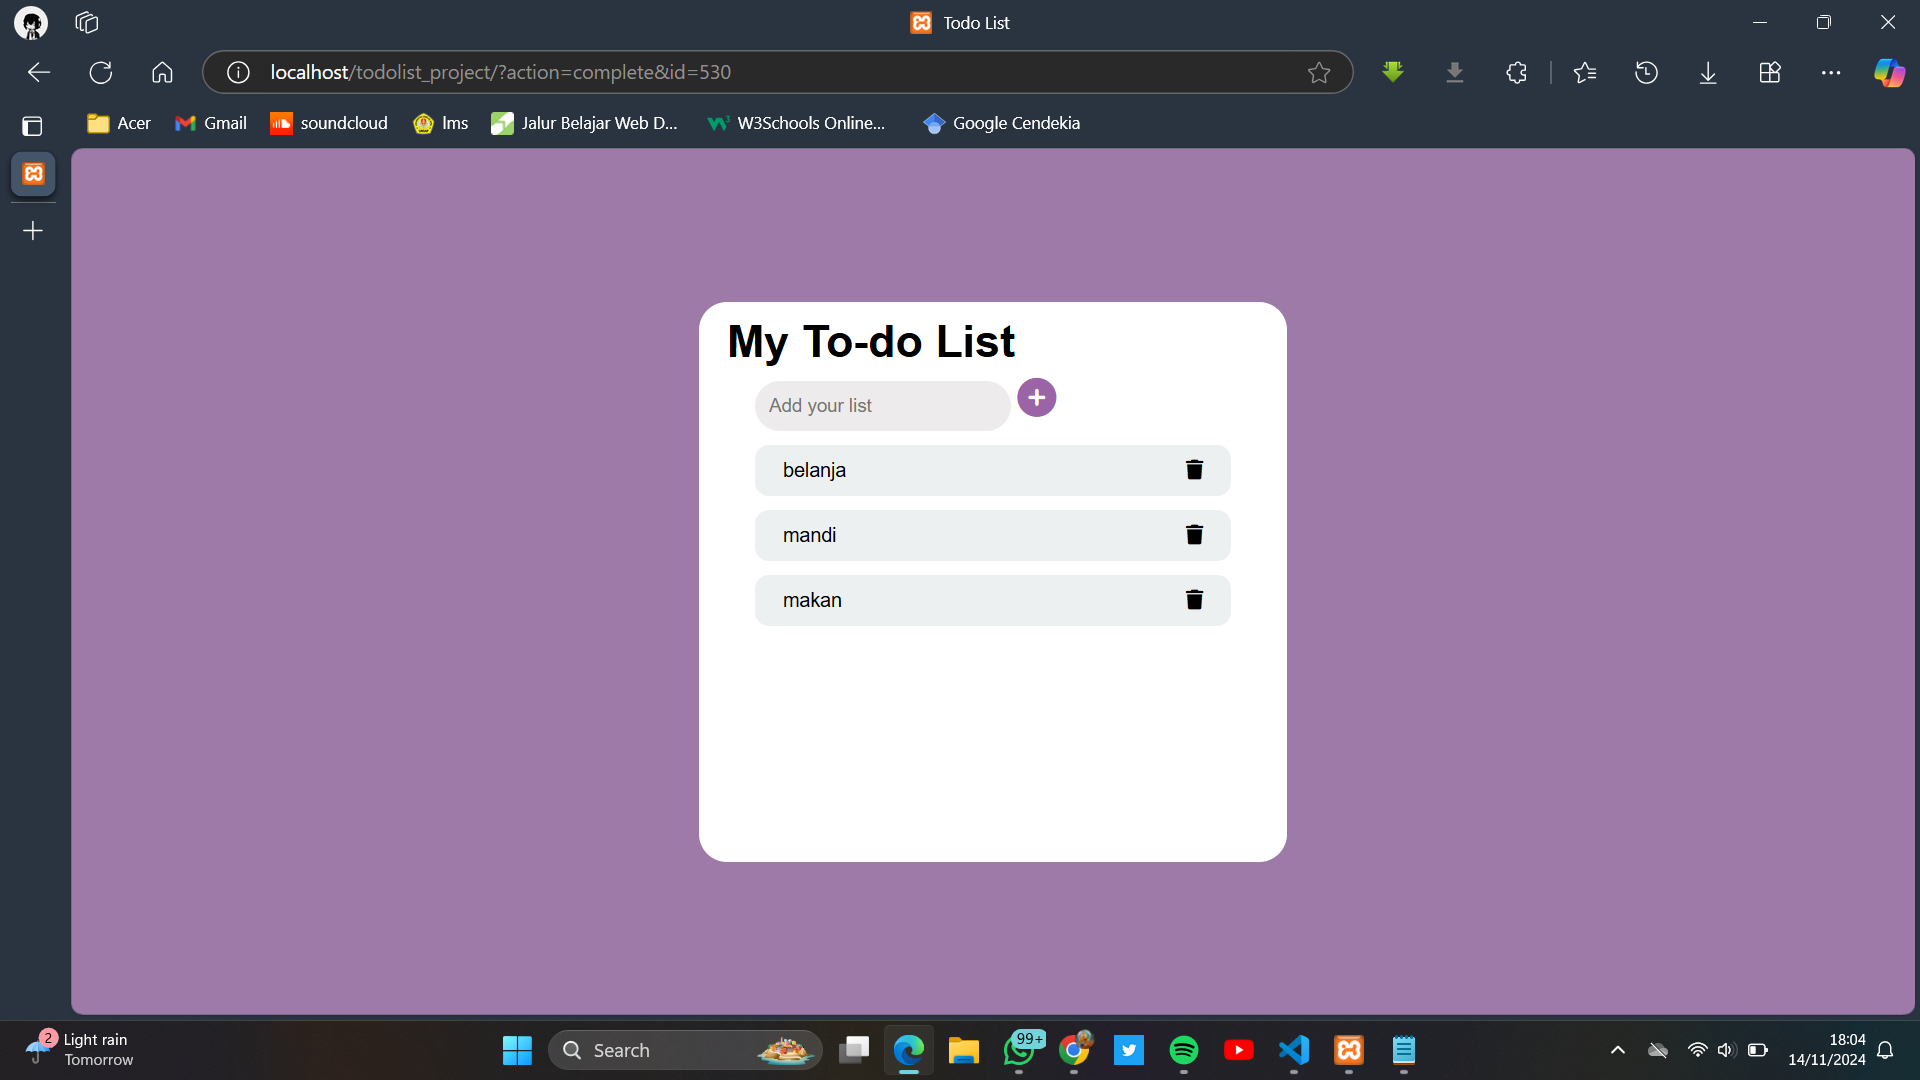 Todo List
localhost/todolist_project/?action=complete&id=530
Acer
Gmail
soundcloud
lms
Jalur Belajar Web D...
W3Schools Online...
Google Cendekia
My To-do List
Add your list
belanja
mandi
makan
2
Light rain
Tomorrow
Search
99+
18:04
14/11/2024